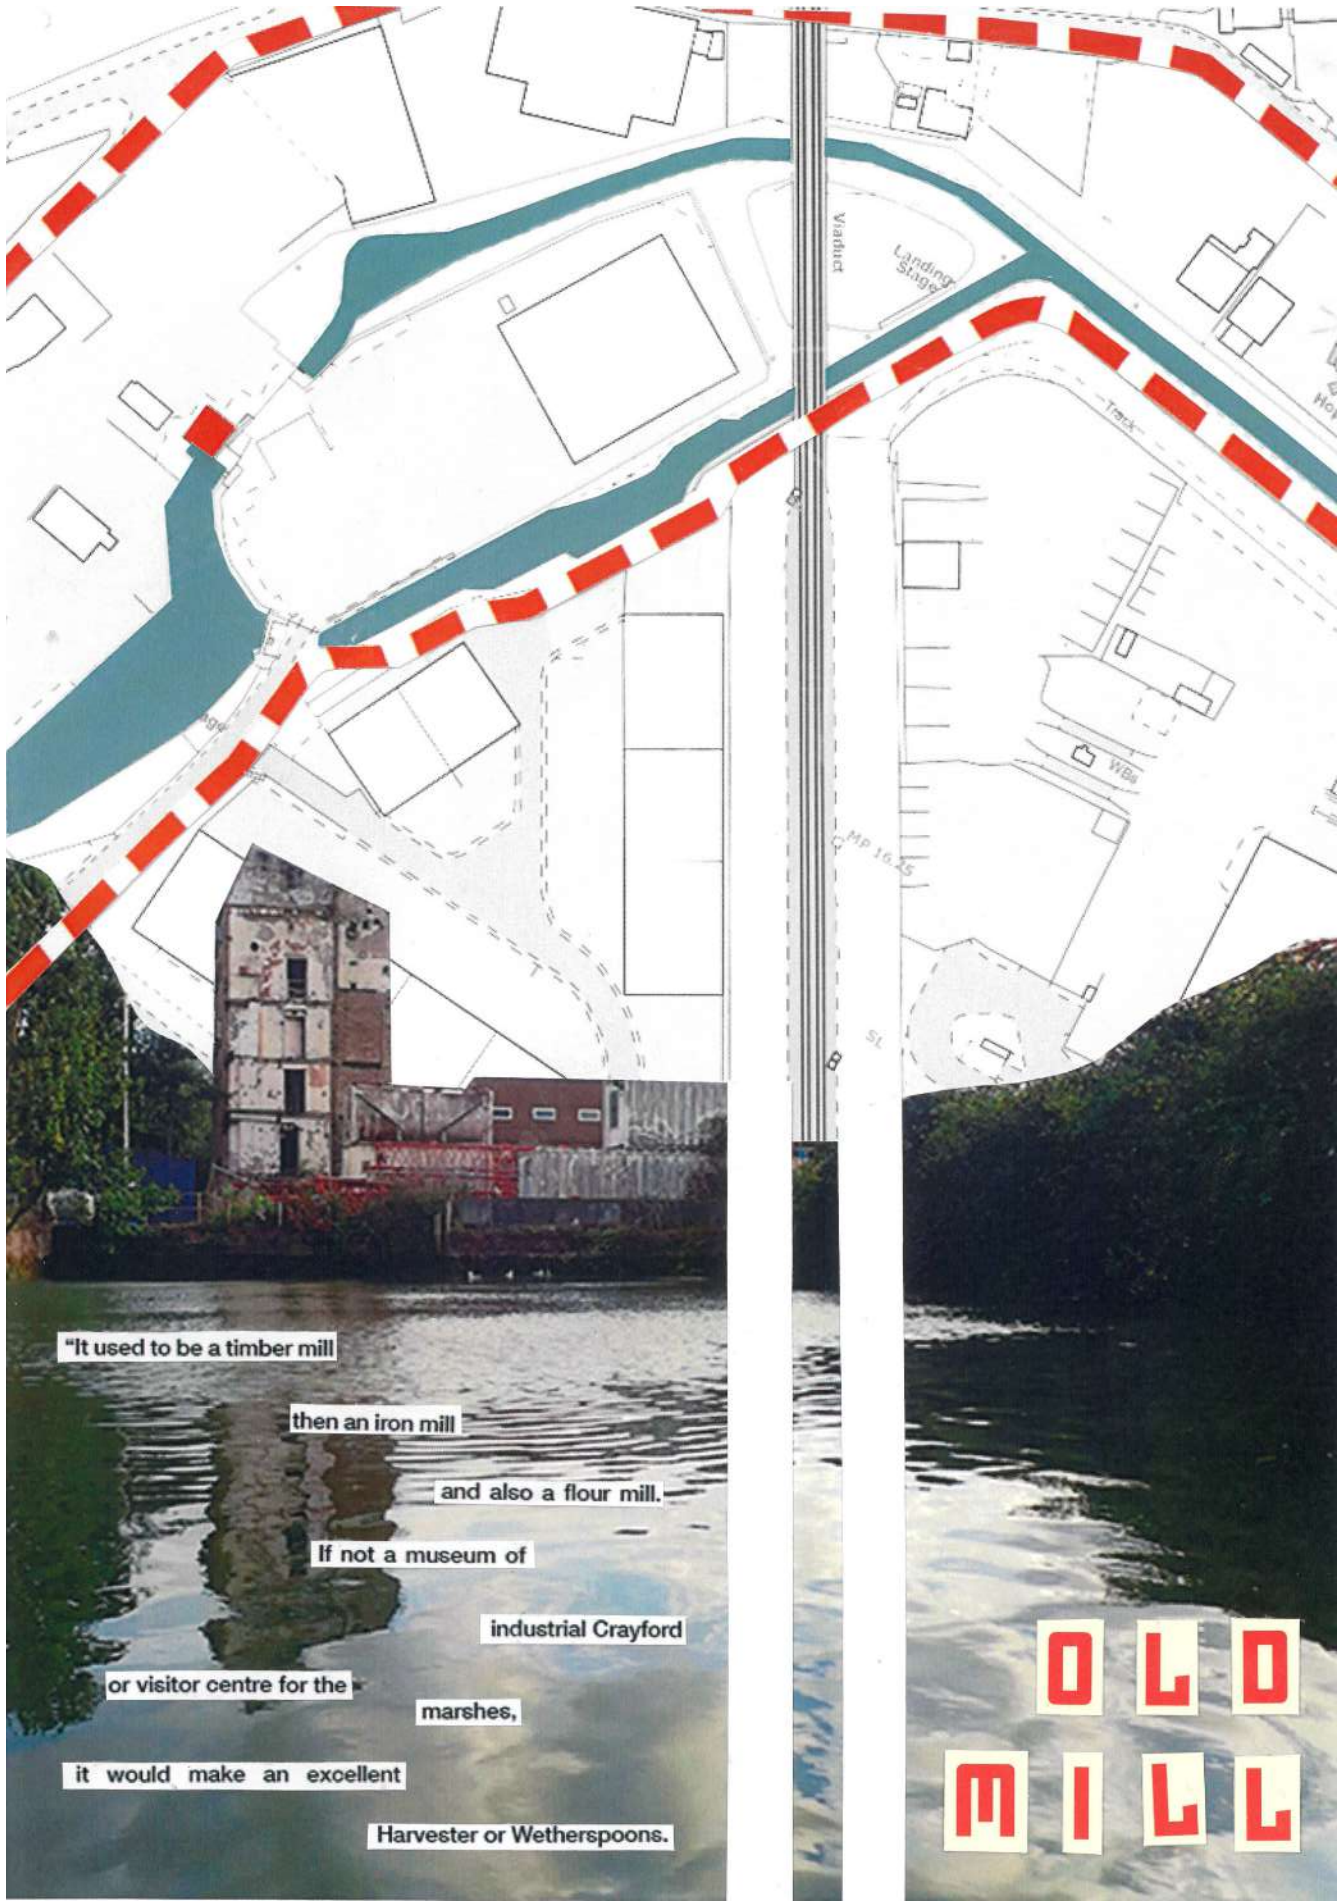 Viaduct
Landing
Stage
Track
WBs
MP 16.25
SL
"It used to be a timber mill
then an iron mill
and also a flour mill.
If not a museum of
industrial Crayford
or visitor centre for the
marshes,
it would make an excellent
Harvester or Wetherspoons.
OLD
MILL